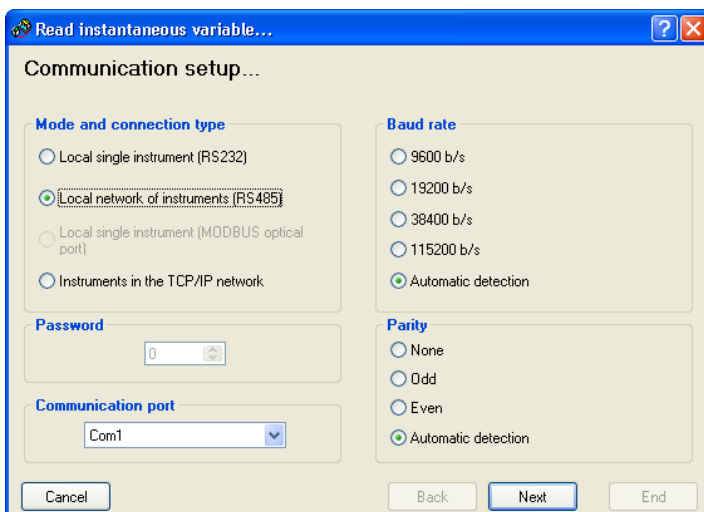 Read instantaneous variable...
Communication setup...
Mode and connection type
Local single instrument (RS232)
Local network of instruments (RS485)
Local single instrument (MODBUS optical
port)
Instruments in the TCP/IP network
Password
0
Communication port
Com1
Baud rate
9600 b/s
19200 b/s
38400 b/s
115200 b/s
Automatic detection
Parity
None
Odd
Even
Automatic detection
Cancel
Back
Next
End